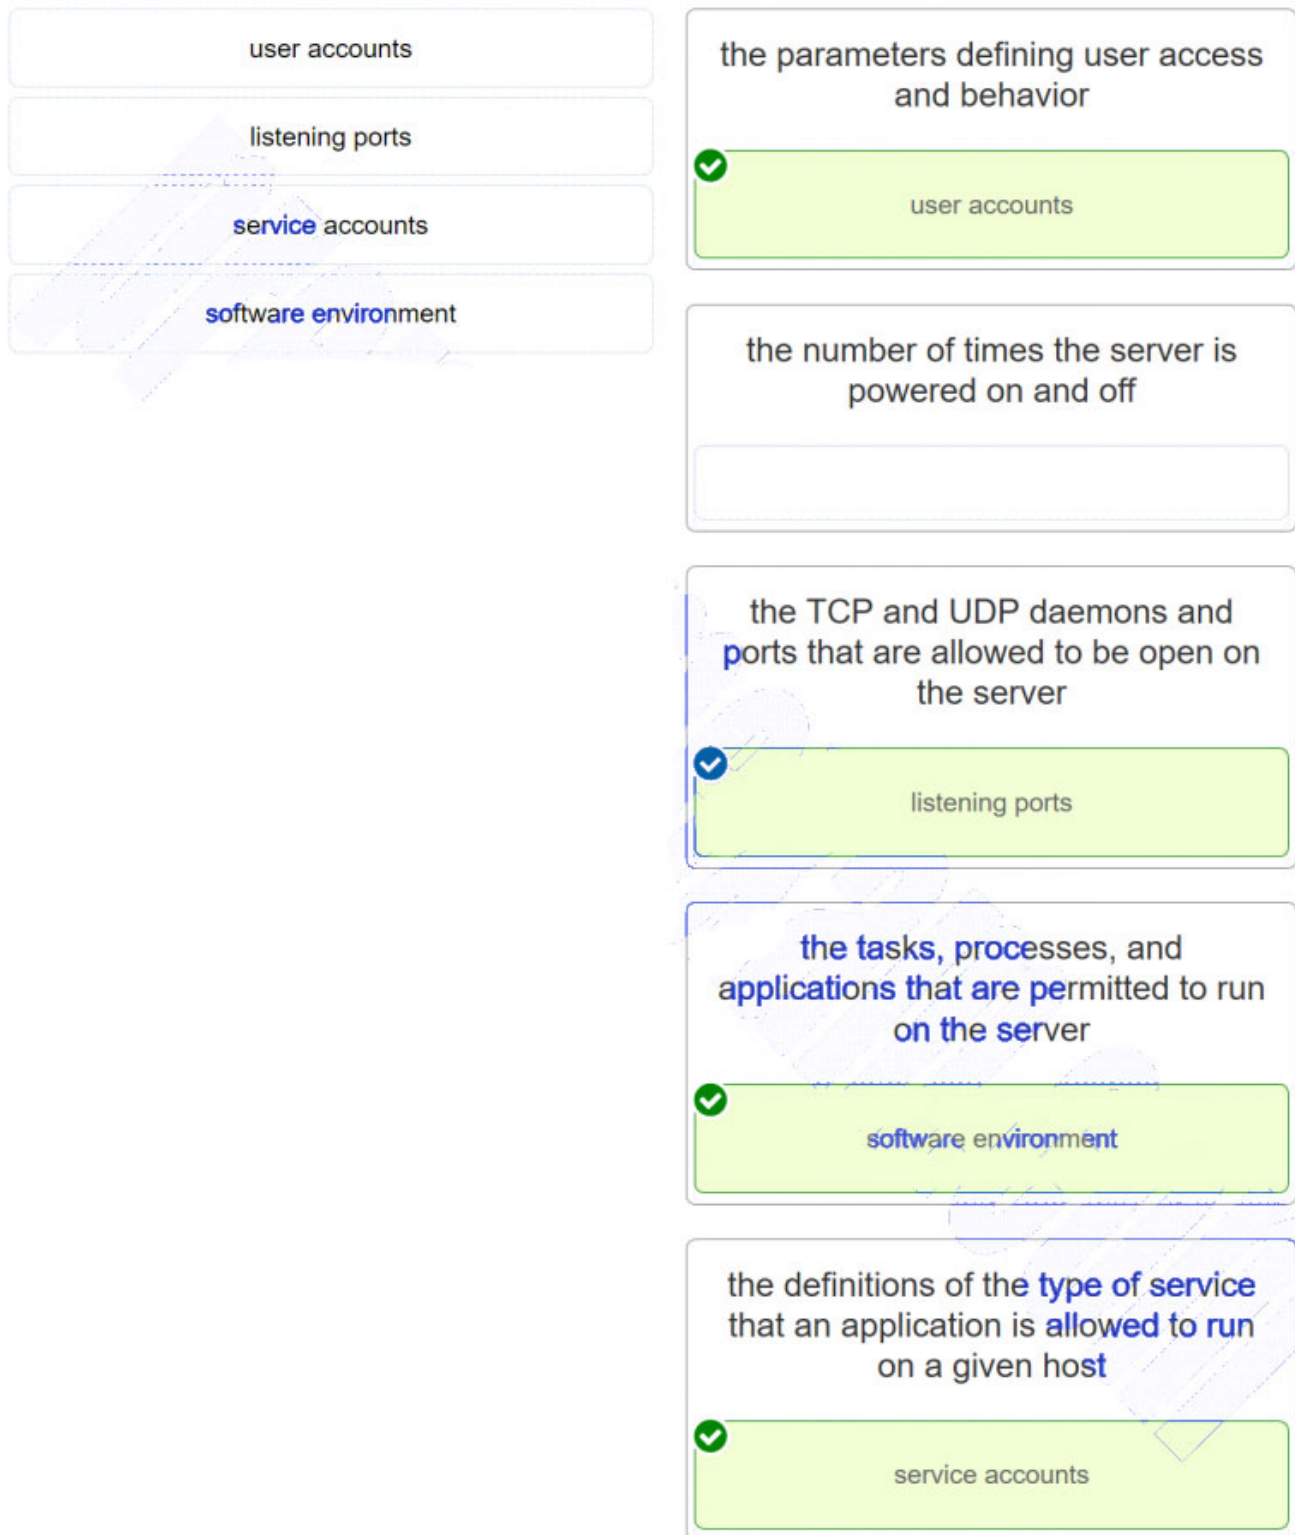 user accounts
listening ports
service accounts
software environment
the parameters defining user access
and behavior
user accounts
the number of times the server is
powered on and off
the TCP and UDP daemons and
ports that are allowed to be open on
the server
listening ports
the tasks, processes, and
applications that are permitted to run
on the server
software environment
the definitions of the type of service
that an application is allowed to run
on a given host
service accounts